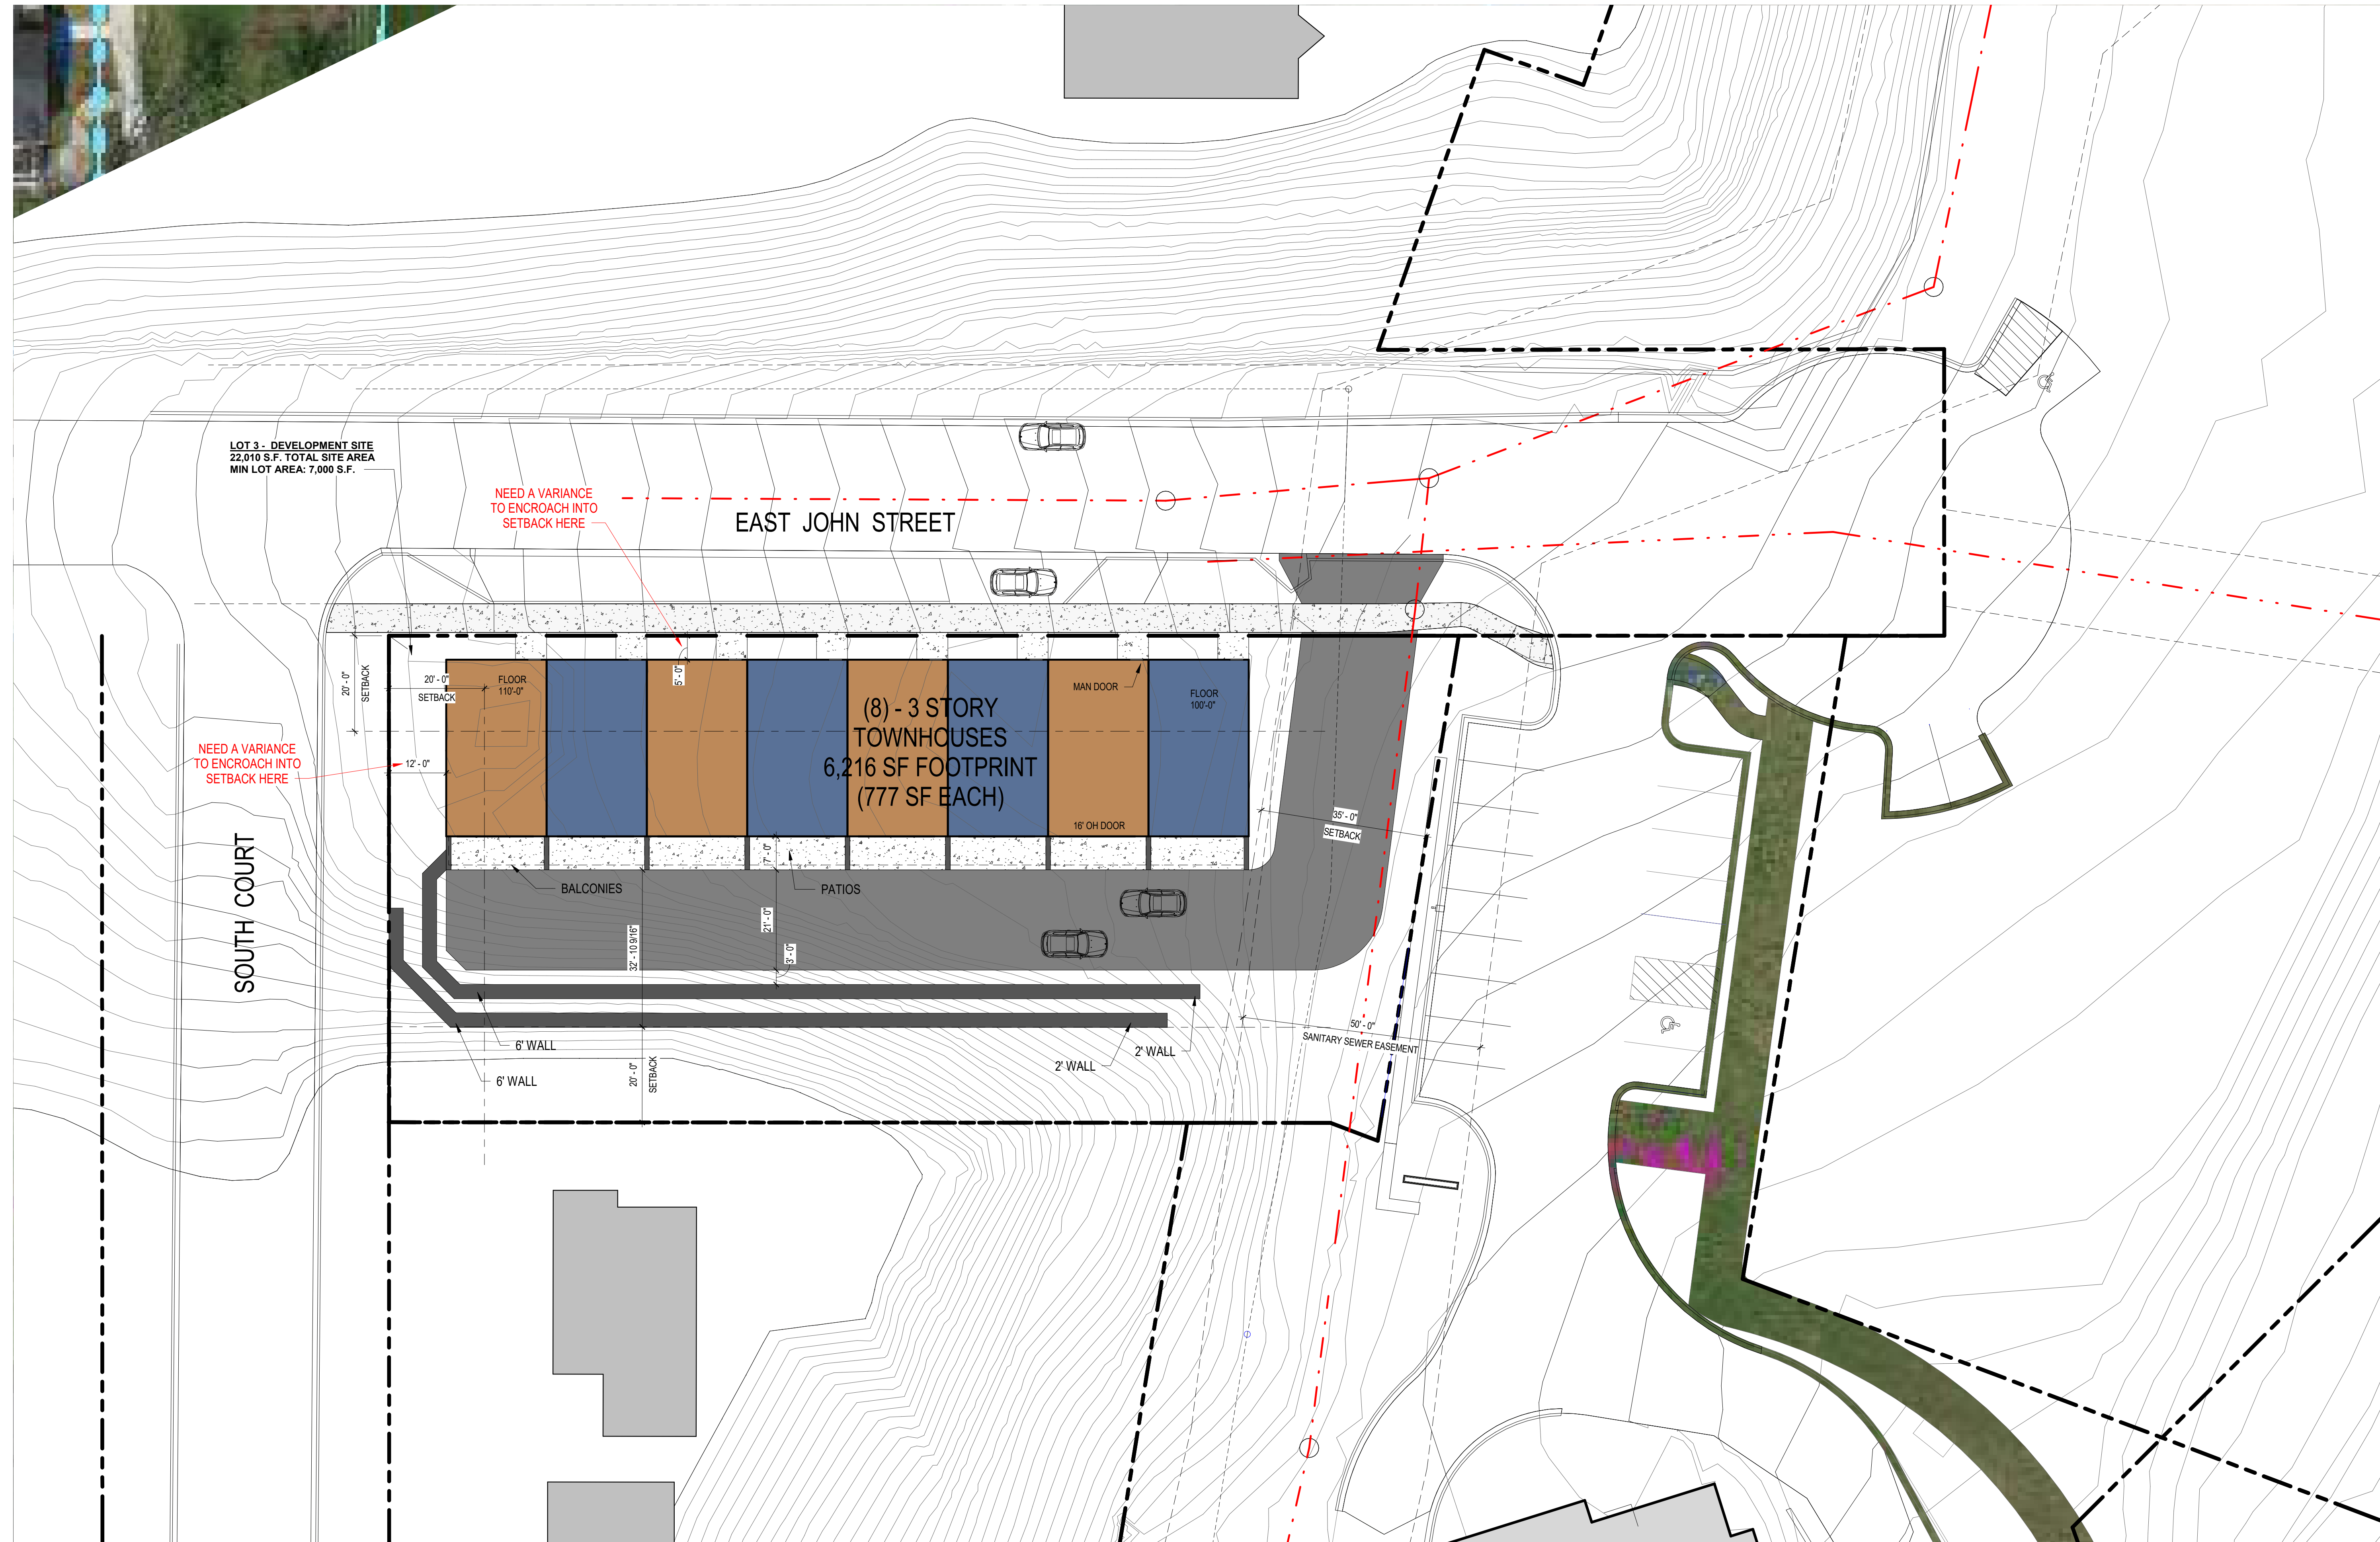 LOT 3 - DEVELOPMENT SITE
22,010 S.F. TOTAL SITE AREA
MIN LOT AREA: 7,000 S.F.
NEED A VARIANCE
TO ENCROACH INTO
SETBACK HERE
EAST JOHN STREET
20' - 0"
SETBACK
20' - 0"
SETBACK
FLOOR
110'-0"
5' - 0"
MAN DOOR
FLOOR
100'-0"
(8) - 3 STORY
TOWNHOUSES
6,216 SF FOOTPRINT
(777 SF EACH)
NEED A VARIANCE
TO ENCROACH INTO
SETBACK HERE
12' - 0"
16' OH DOOR
35' - 0"
SETBACK
7' - 0"
BALCONIES
PATIOS
SOUTH COURT
21' - 0"
32' - 10 9/16"
3' - 0"
50' - 0"
SANITARY SEWER EASEMENT
6' WALL
2' WALL
2' WALL
6' WALL
20' - 0"
SETBACK